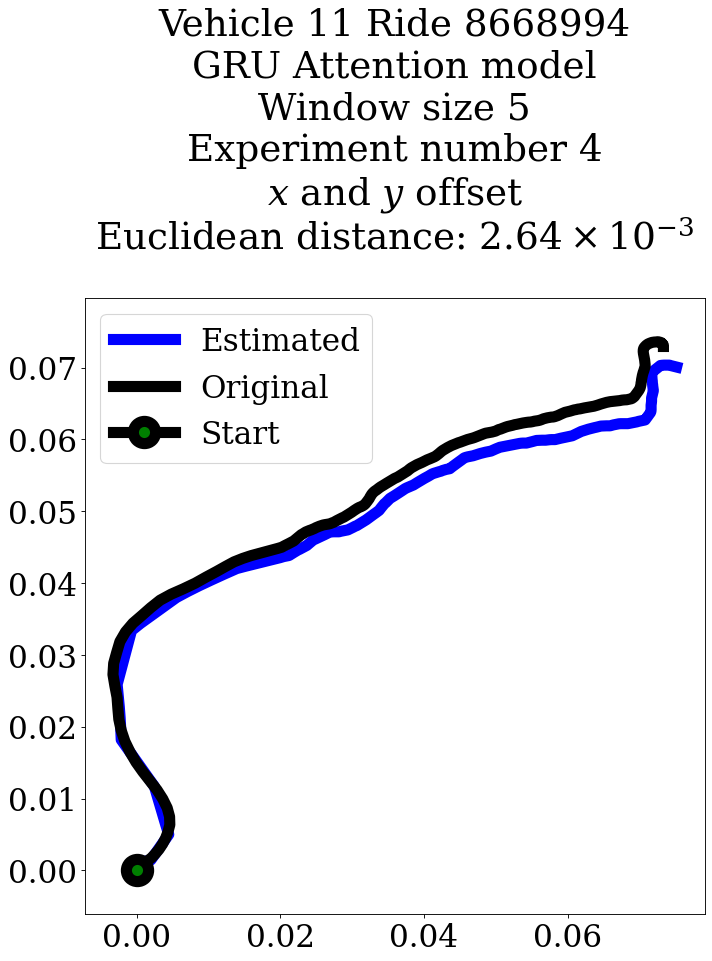 Vehicle 11 Ride 8668994
GRU Attention model
Window size 5
Experiment number 4
x and y offset
Euclidean distance: 2.64 × 10⁻³
Estimated
Original
Start
0.07
0.06
0.05
0.04
0.03
0.02
0.01
0.00
0.00 0.02 0.04 0.06